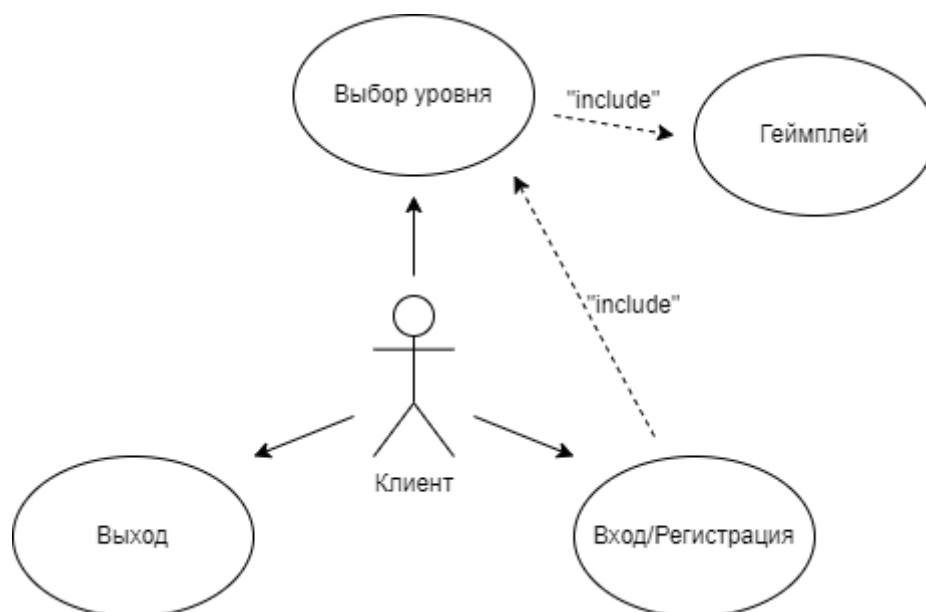 Выбор уровня
"include"
Геймплей
"include"
Клиент
Выход
Вход/Регистрация